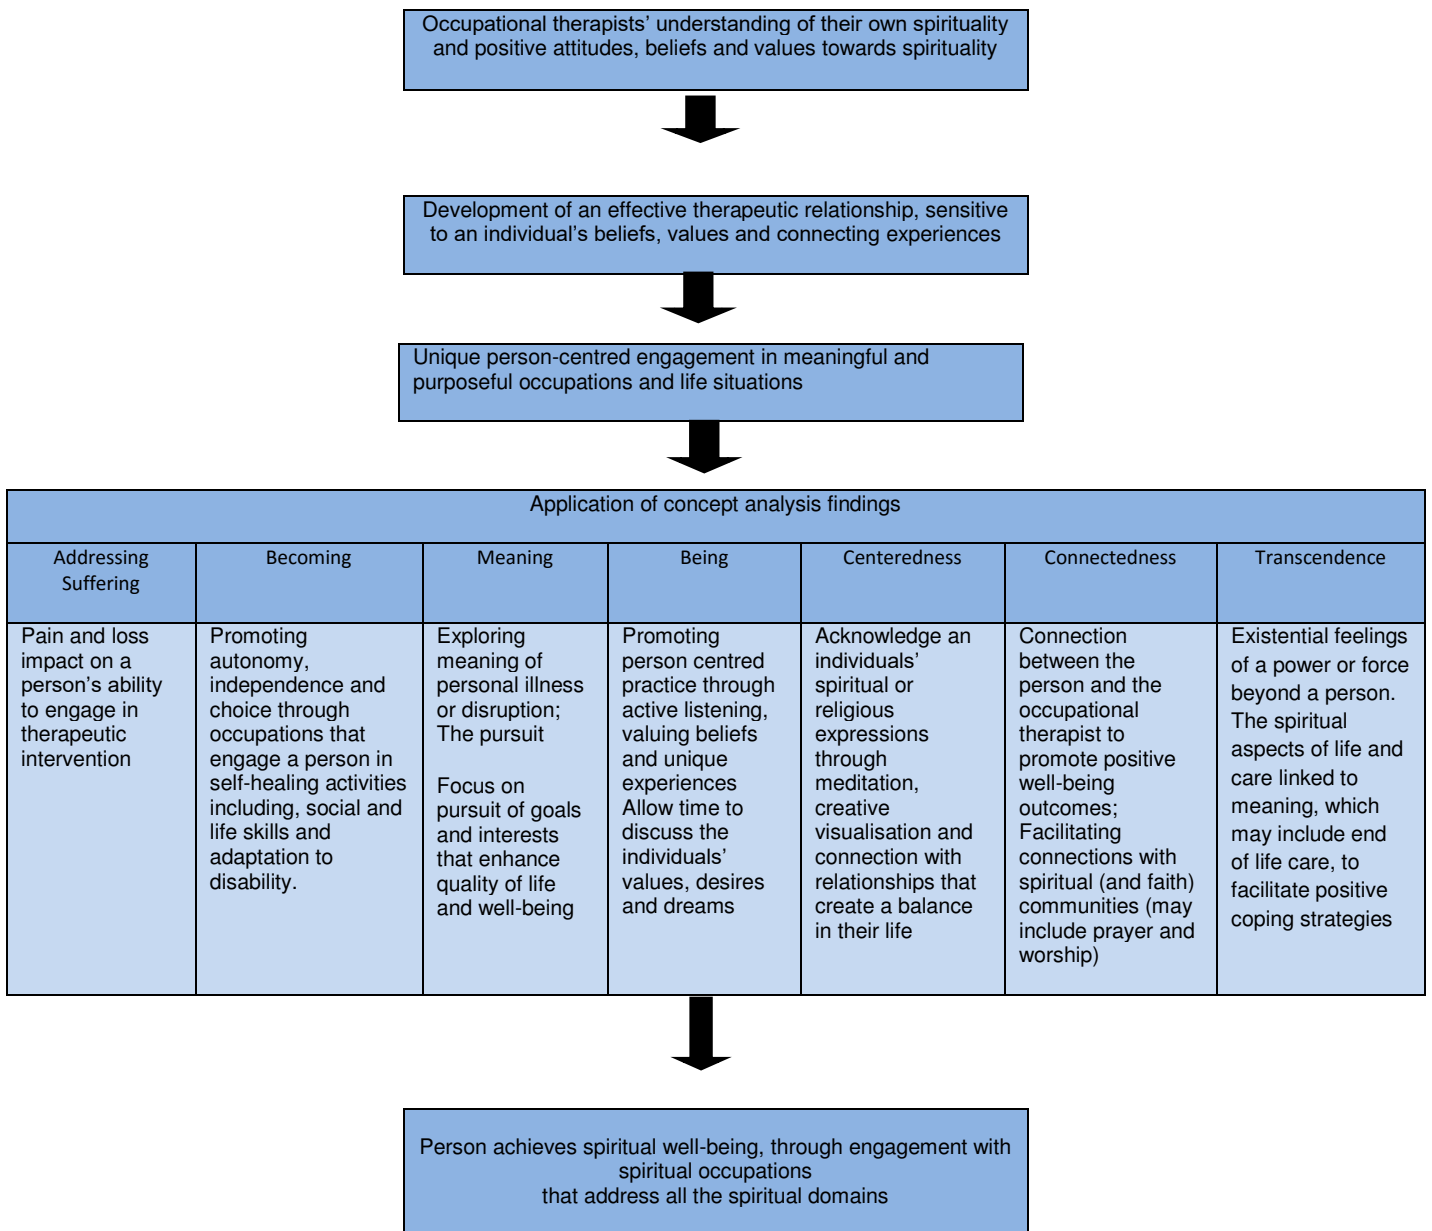 Occupational therapists’ understanding of their own spirituality
and positive attitudes, beliefs and values towards spirituality
Development of an effective therapeutic relationship, sensitive
to an individual’s beliefs, values and connecting experiences
Unique person-centred engagement in meaningful and
purposeful occupations and life situations
Application of concept analysis findings
Addressing
Suffering
Becoming
Meaning
Being
Centeredness
Connectedness
Transcendence
Pain and loss
impact on a
person’s ability
to engage in
therapeutic
intervention
Promoting
autonomy,
independence and
choice through
occupations that
engage a person in
self-healing activities
including, social and
life skills and
adaptation to
disability.
Exploring
meaning of
personal illness
or disruption;
The pursuit
Focus on
pursuit of goals
and interests
that enhance
quality of life
and well-being
Promoting
person centred
practice through
active listening,
valuing beliefs
and unique
experiences
Allow time to
discuss the
individuals’
values, desires
and dreams
Acknowledge an
individuals’
spiritual or
religious
expressions
through
meditation,
creative
visualisation and
connection with
relationships that
create a balance
in their life
Connection
between the
person and the
occupational
therapist to
promote positive
well-being
outcomes;
Facilitating
connections with
spiritual (and faith)
communities (may
include prayer and
worship)
Existential feelings
of a power or force
beyond a person.
The spiritual
aspects of life and
care linked to
meaning, which
may include end
of life care, to
facilitate positive
coping strategies
Person achieves spiritual well-being, through engagement with
spiritual occupations
that address all the spiritual domains